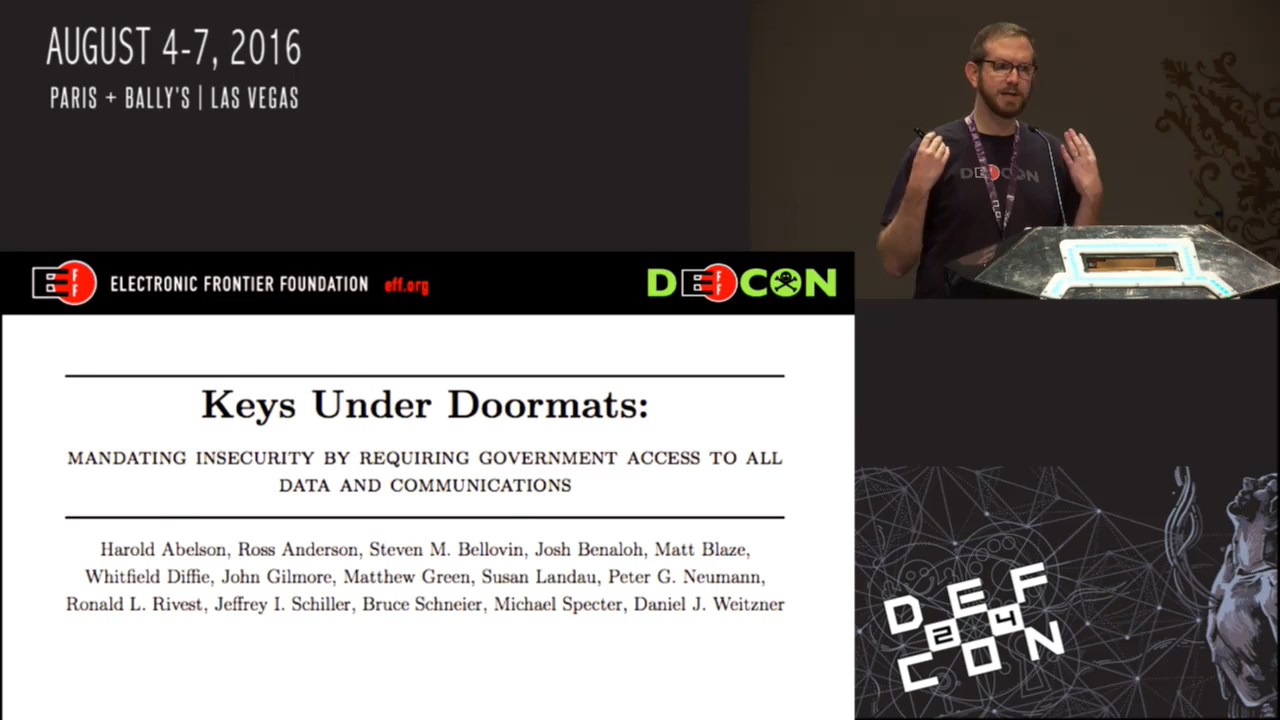 AUGUST 4-7, 2016
PARIS + BALLY'S | LAS VEGAS
DEFCON
EFF ELECTRONIC FRONTIER FOUNDATION eff.org
DEFFCON
Keys Under Doormats:
MANDATING INSECURITY BY REQUIRING GOVERNMENT ACCESS TO ALL
DATA AND COMMUNICATIONS
Harold Abelson, Ross Anderson, Steven M. Bellovin, Josh Benaloh, Matt Blaze,
Whitfield Diffie, John Gilmore, Matthew Green, Susan Landau, Peter G. Neumann,
Ronald L. Rivest, Jeffrey I. Schiller, Bruce Schneier, Michael Specter, Daniel J. Weitzner
DEF
24
CON